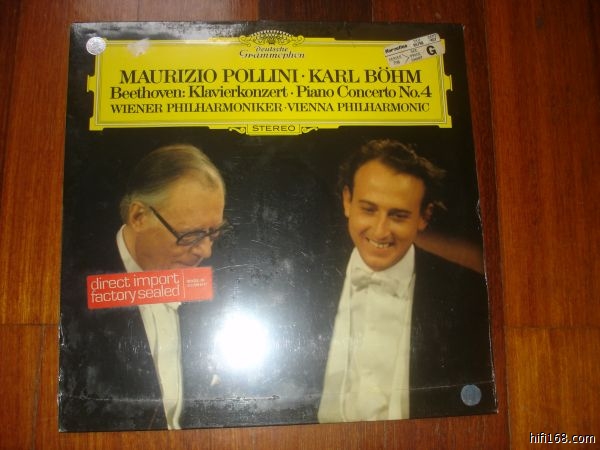 Deutsche
Grammophon
MAURIZIO POLLINI · KARL BÖHM
Beethoven: Klavierkonzert · Piano Concerto No. 4
WIENER PHILHARMONIKER · VIENNA PHILHARMONIC
STEREO
G
direct import
factory sealed
hifi168.com